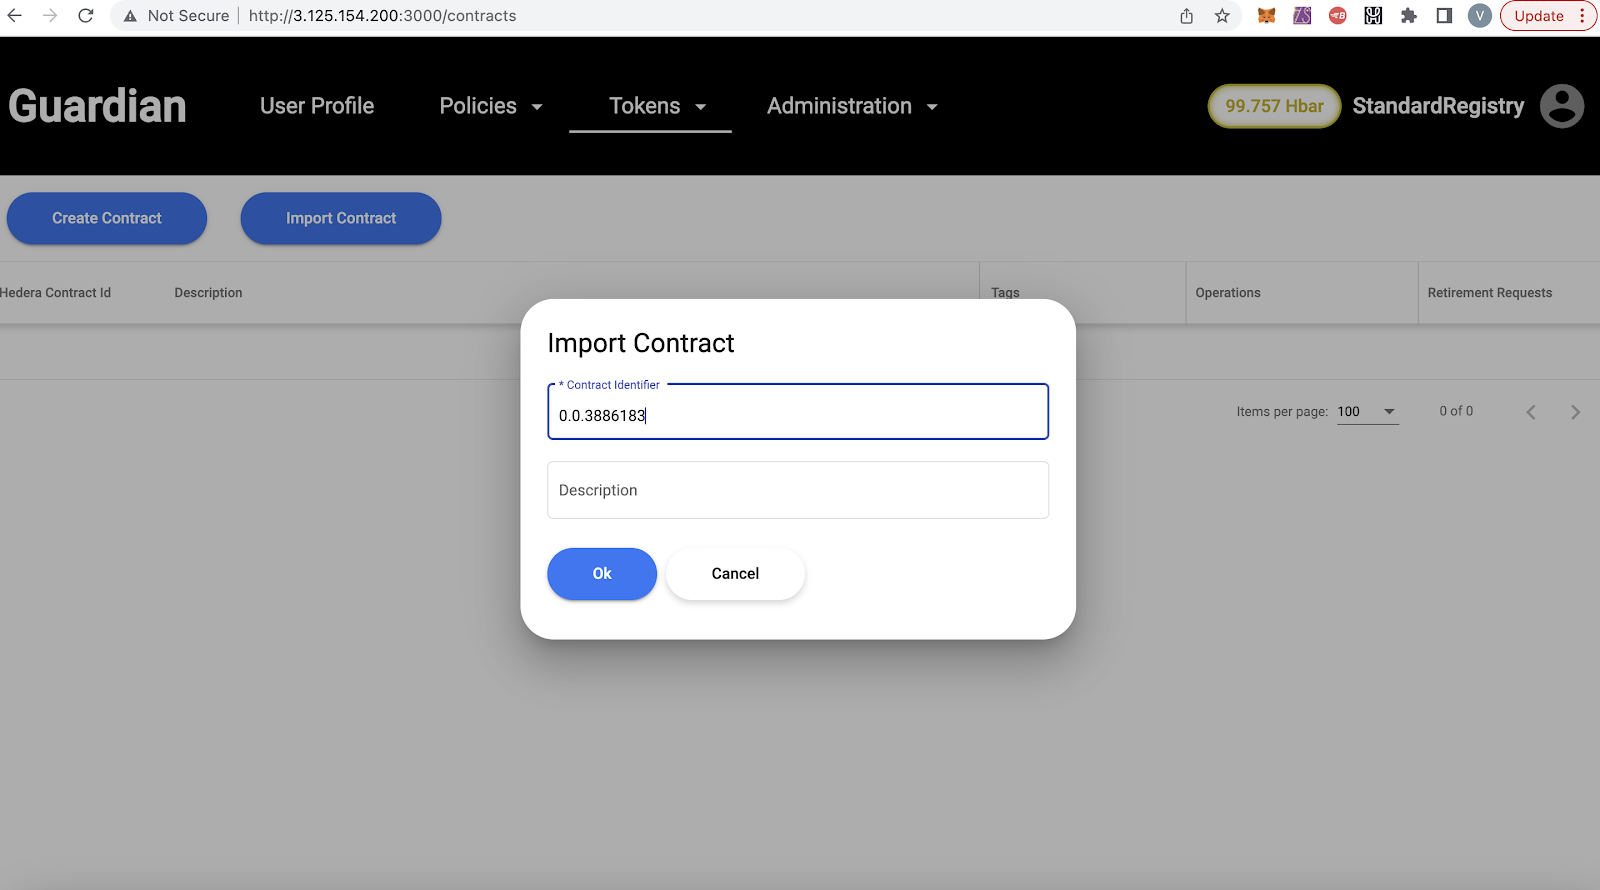 Not Secure http://3.125.154.200:3000/contracts
V Update
Guardian User Profile Policies Tokens Administration 99.757 Hbar StandardRegistry
Create Contract Import Contract
Hedera Contract Id Description Tags Operations Retirement Requests
Import Contract
* Contract Identifier
0.0.3886183
Items per page: 100 0 of 0
Description
Ok Cancel